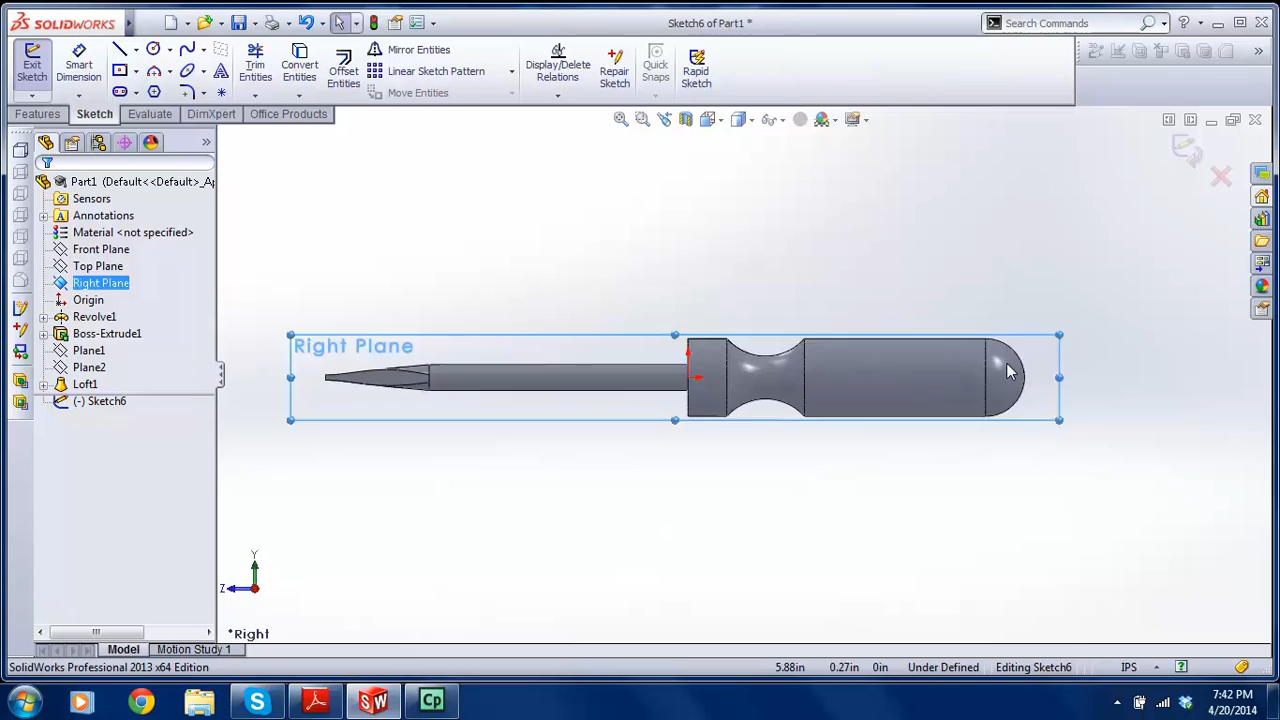 SOLIDWORKS
Sketch6 of Part1 *
Search Commands
?
Exit Sketch
Smart Dimension
Trim Entities
Convert Entities
Offset Entities
Mirror Entities
Linear Sketch Pattern
Move Entities
Display/Delete Relations
Repair Sketch
Quick Snaps
Rapid Sketch
Features
Sketch
Evaluate
DimXpert
Office Products
Part1 (Default<<Default>_Ap
Sensors
Annotations
Material <not specified>
Front Plane
Top Plane
Right Plane
Origin
Revolve1
Boss-Extrude1
Plane1
Plane2
Loft1
(-) Sketch6
Right Plane
Y
Z
*Right
Model
Motion Study 1
SolidWorks Professional 2013 x64 Edition
5.88in
0.27in
0in
Under Defined
Editing Sketch6
IPS
?
Cp
7:42 PM
4/20/2014